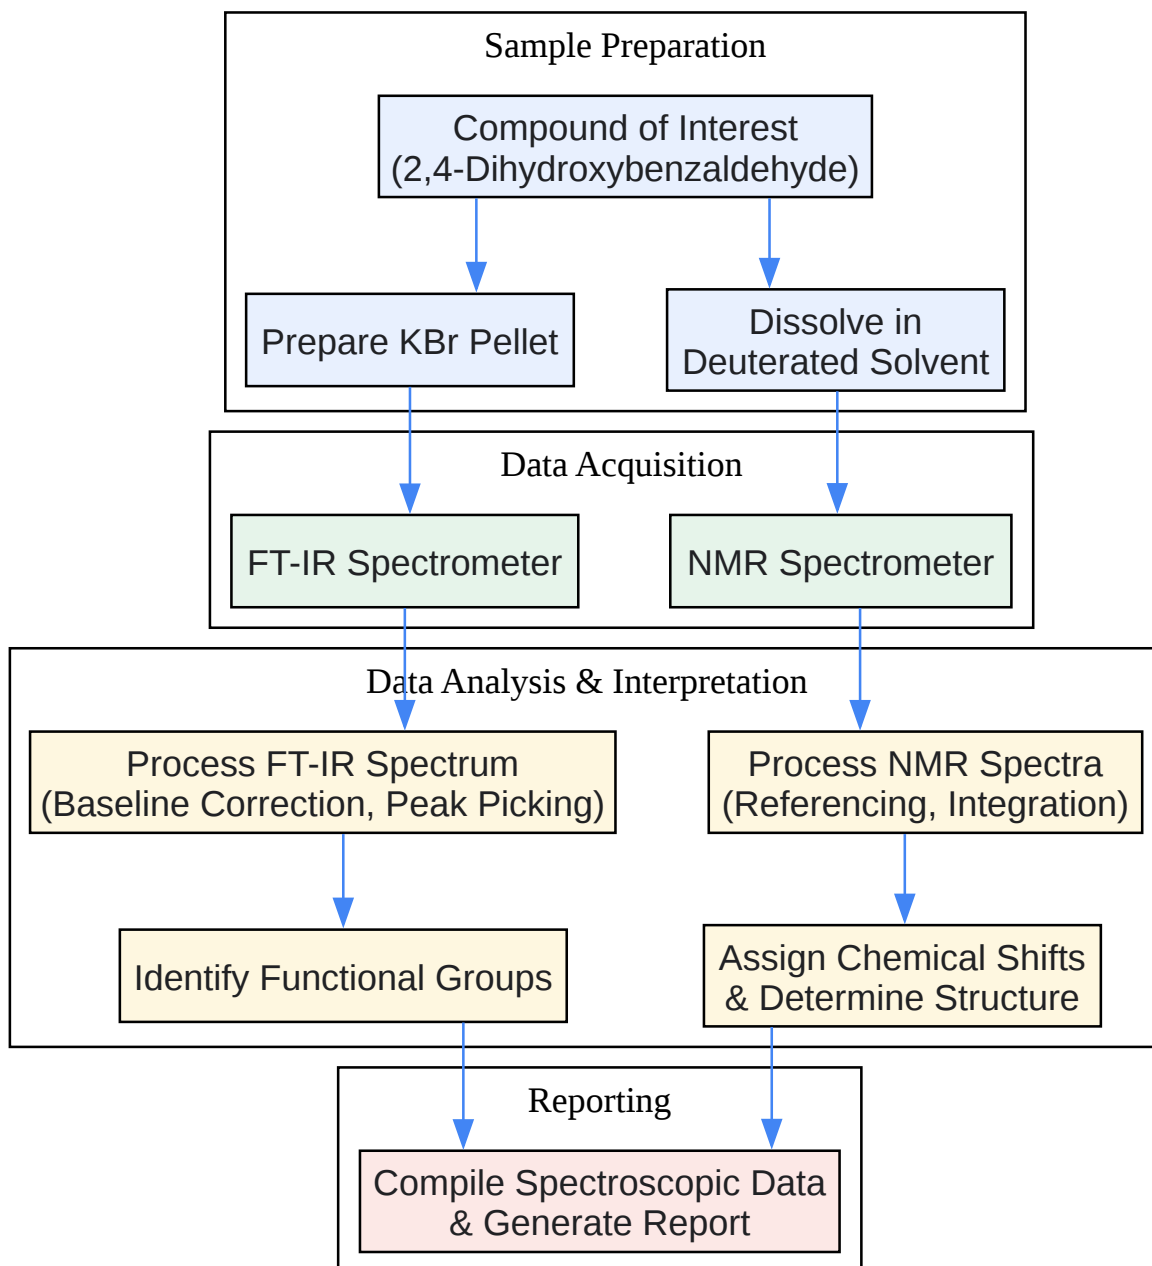 Sample Preparation
Compound of Interest
(2,4-Dihydroxybenzaldehyde)
Prepare KBr Pellet
Dissolve in
Deuterated Solvent
Data Acquisition
FT-IR Spectrometer
NMR Spectrometer
Data Analysis & Interpretation
Process FT-IR Spectrum
(Baseline Correction, Peak Picking)
Process NMR Spectra
(Referencing, Integration)
Identify Functional Groups
Assign Chemical Shifts
& Determine Structure
Reporting
Compile Spectroscopic Data
& Generate Report